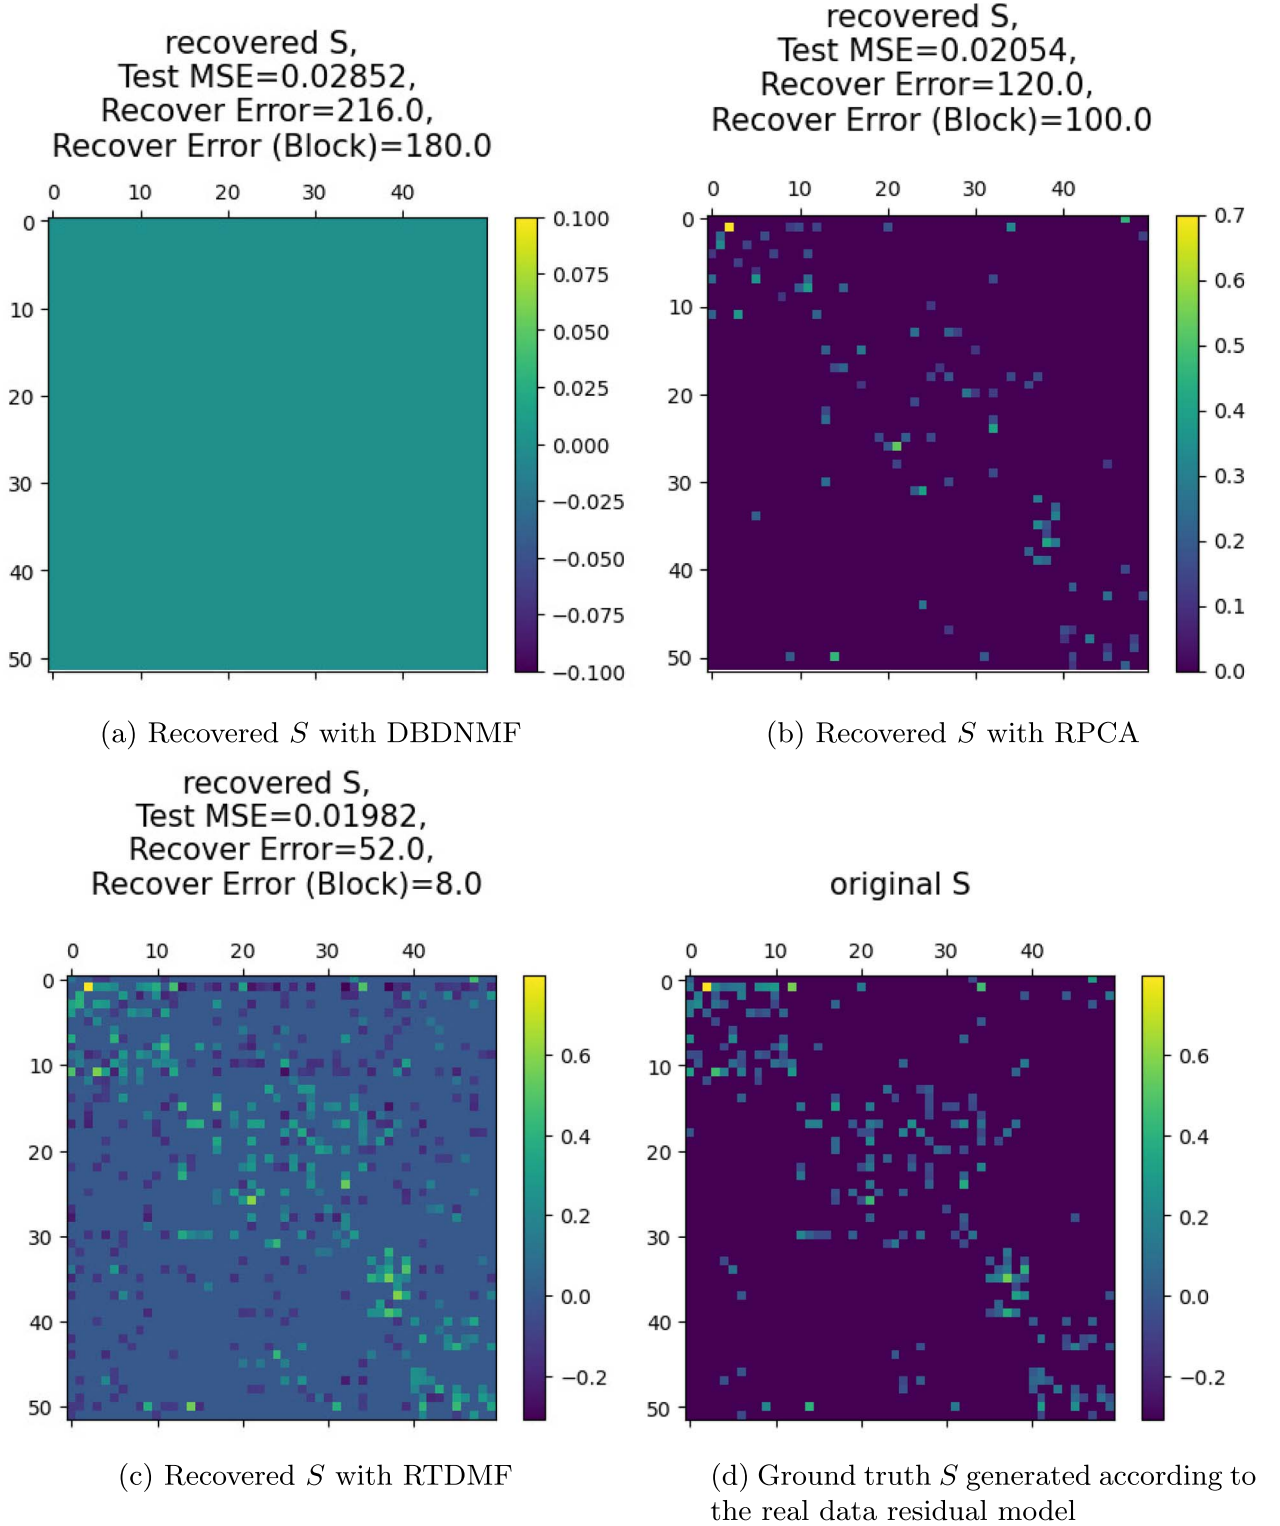 recovered S,
Test MSE=0.02852,
Recover Error=216.0,
Recover Error (Block)=180.0
0 10 20 30 40
0
10
20
30
40
50
0.100
0.075
0.050
0.025
0.000
−0.025
−0.050
−0.075
−0.100
(a) Recovered S with DBDNMF
recovered S,
Test MSE=0.02054,
Recover Error=120.0,
Recover Error (Block)=100.0
0 10 20 30 40
0
10
20
30
40
50
0.7
0.6
0.5
0.4
0.3
0.2
0.1
0.0
(b) Recovered S with RPCA
recovered S,
Test MSE=0.01982,
Recover Error=52.0,
Recover Error (Block)=8.0
0 10 20 30 40
0
10
20
30
40
50
0.6
0.4
0.2
0.0
−0.2
(c) Recovered S with RTDMF
original S
0 10 20 30 40
0
10
20
30
40
50
0.6
0.4
0.2
0.0
−0.2
(d) Ground truth S generated according to
the real data residual model